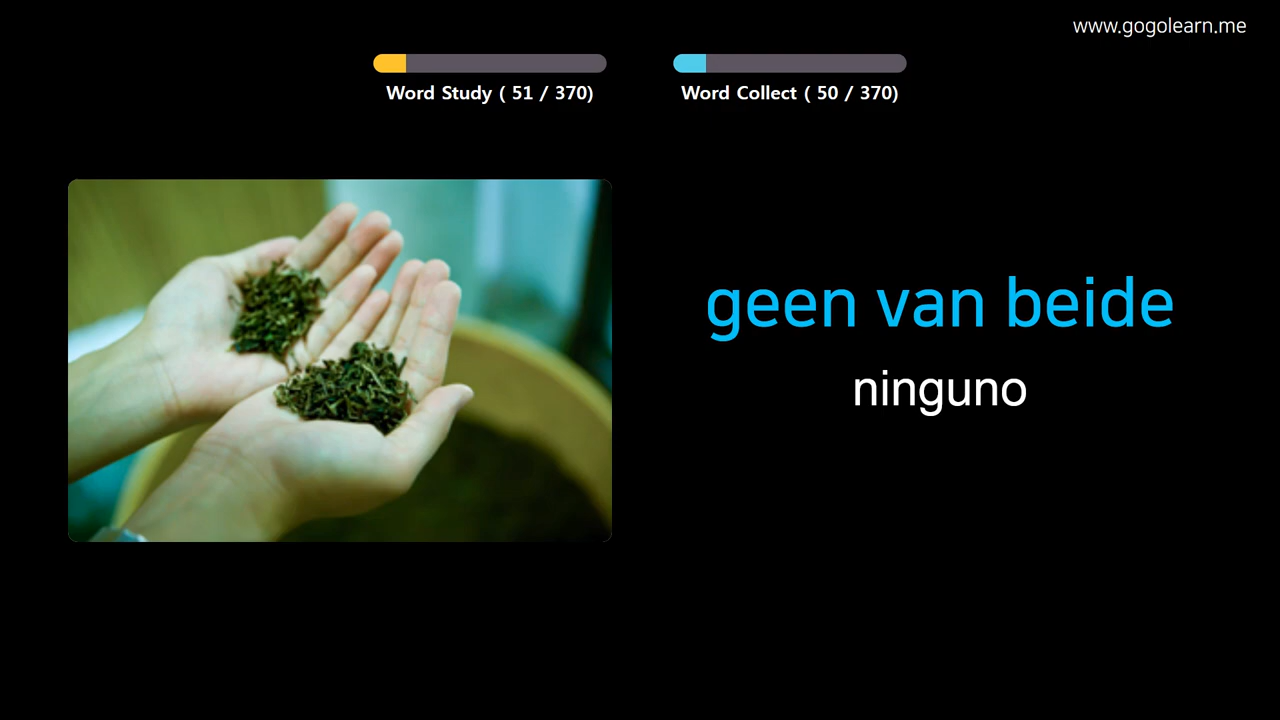 www.gogolearn.me
Word Study ( 51 / 370)
Word Collect ( 50 / 370)
geen van beide
ninguno